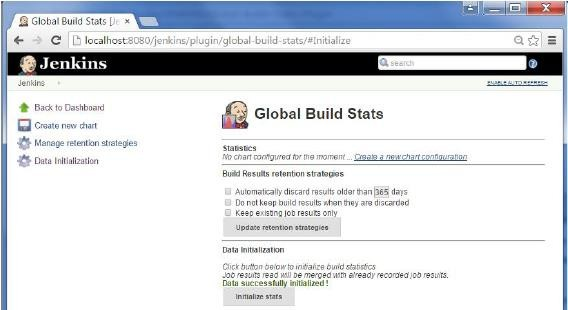 Global Build Stats [Jenk
localhost:8080/jenkins/plugin/global-build-stats/#Initialize
Jenkins
search
Jenkins
ENABLE AUTO REFRESH
Back to Dashboard
Create new chart
Manage retention strategies
Data Initialization
Global Build Stats
Statistics
No chart configured for the moment ... Create a new chart configuration
Build Results retention strategies
Automatically discard results older than 365 days
Do not keep build results when they are discarded
Keep existing job results only
Update retention strategies
Data Initialization
Click button below to initialize build statistics
Job results read will be merged with already recorded job results.
Data successfully initialized !
Initialize stats